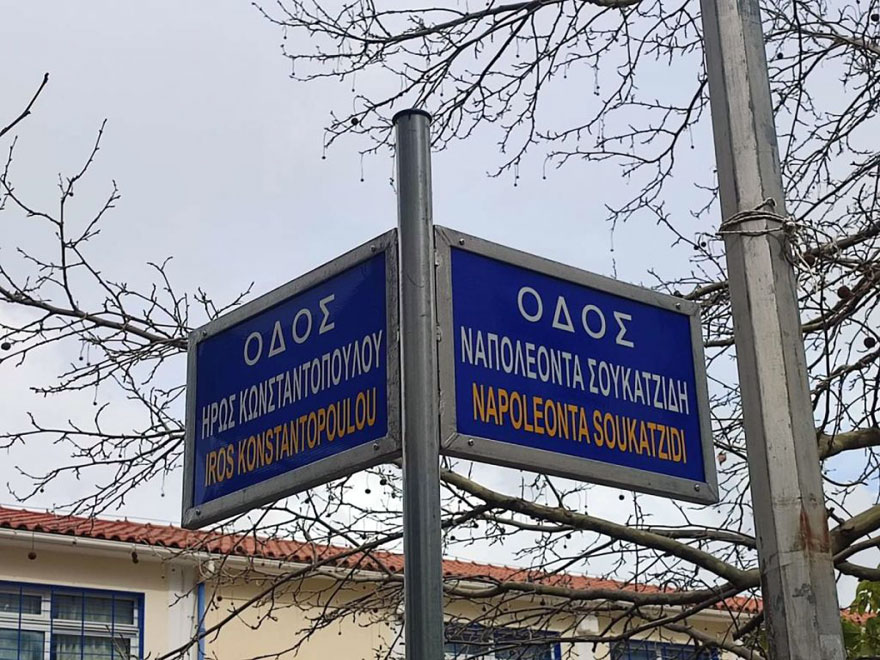 ΟΔΟΣ
ΗΡΩΣ ΚΩΝΣΤΑΝΤΟΠΟΥΛΟΥ
IROS KONSTANTOPOULOU
ΟΔΟΣ
ΝΑΠΟΛΕΟΝΤΑ ΣΟΥΚΑΤΖΙΔΗ
NAPOLEONTA SOUKATZIDI